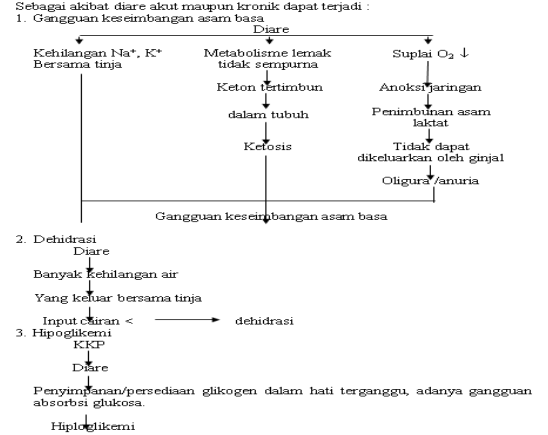 Sebagai akibat diare akut maupun kronik dapat terjadi :
1. Gangguan keseimbangan asam basa
Diare
Kehilangan Na⁺, K⁺ Metabolisme lemak Suplai O₂ ↓
Bersama tinja tidak sempurna
Keton tertimbun Anoksi jaringan
dalam tubuh Penimbunan asam
laktat
Ketosis Tidak dapat
dikeluarkan oleh ginjal
Oligura/anuria
Gangguan keseimbangan asam basa
2. Dehidrasi
Diare
Banyak kehilangan air
Yang keluar bersama tinja
Input cairan < dehidrasi
3. Hipoglikemi
KKP
Diare
Penyimpanan/persediaan glikogen dalam hati terganggu, adanya gangguan
absorbsi glukosa.
Hiploglikemi